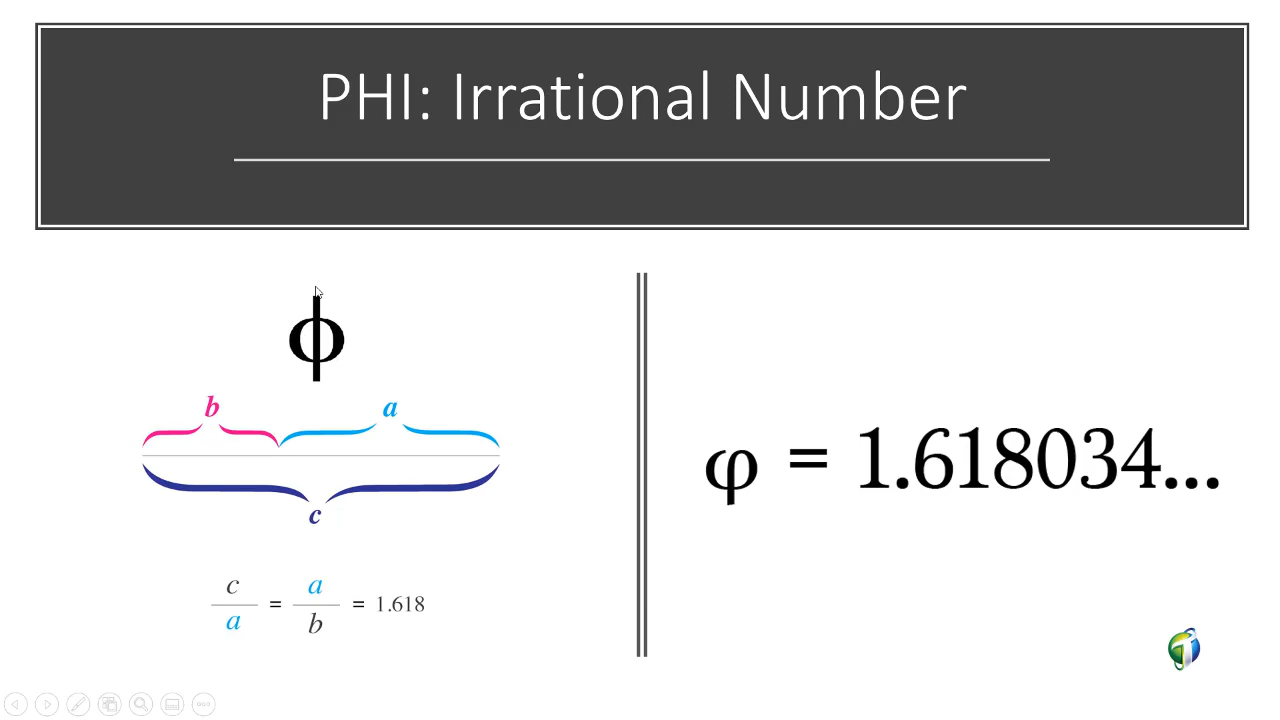 PHI: Irrational Number
ϕ
b a
c
c/a = a/b = 1.618
φ = 1.618034...